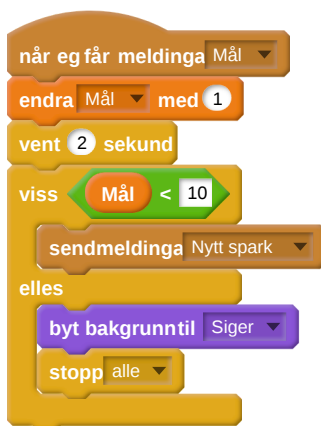 når eg får meldinga Mål
endra Mål med 1
vent 2 sekund
viss Mål < 10
sendmeldinga Nytt spark
elles
byt bakgrunntil Siger
stopp alle